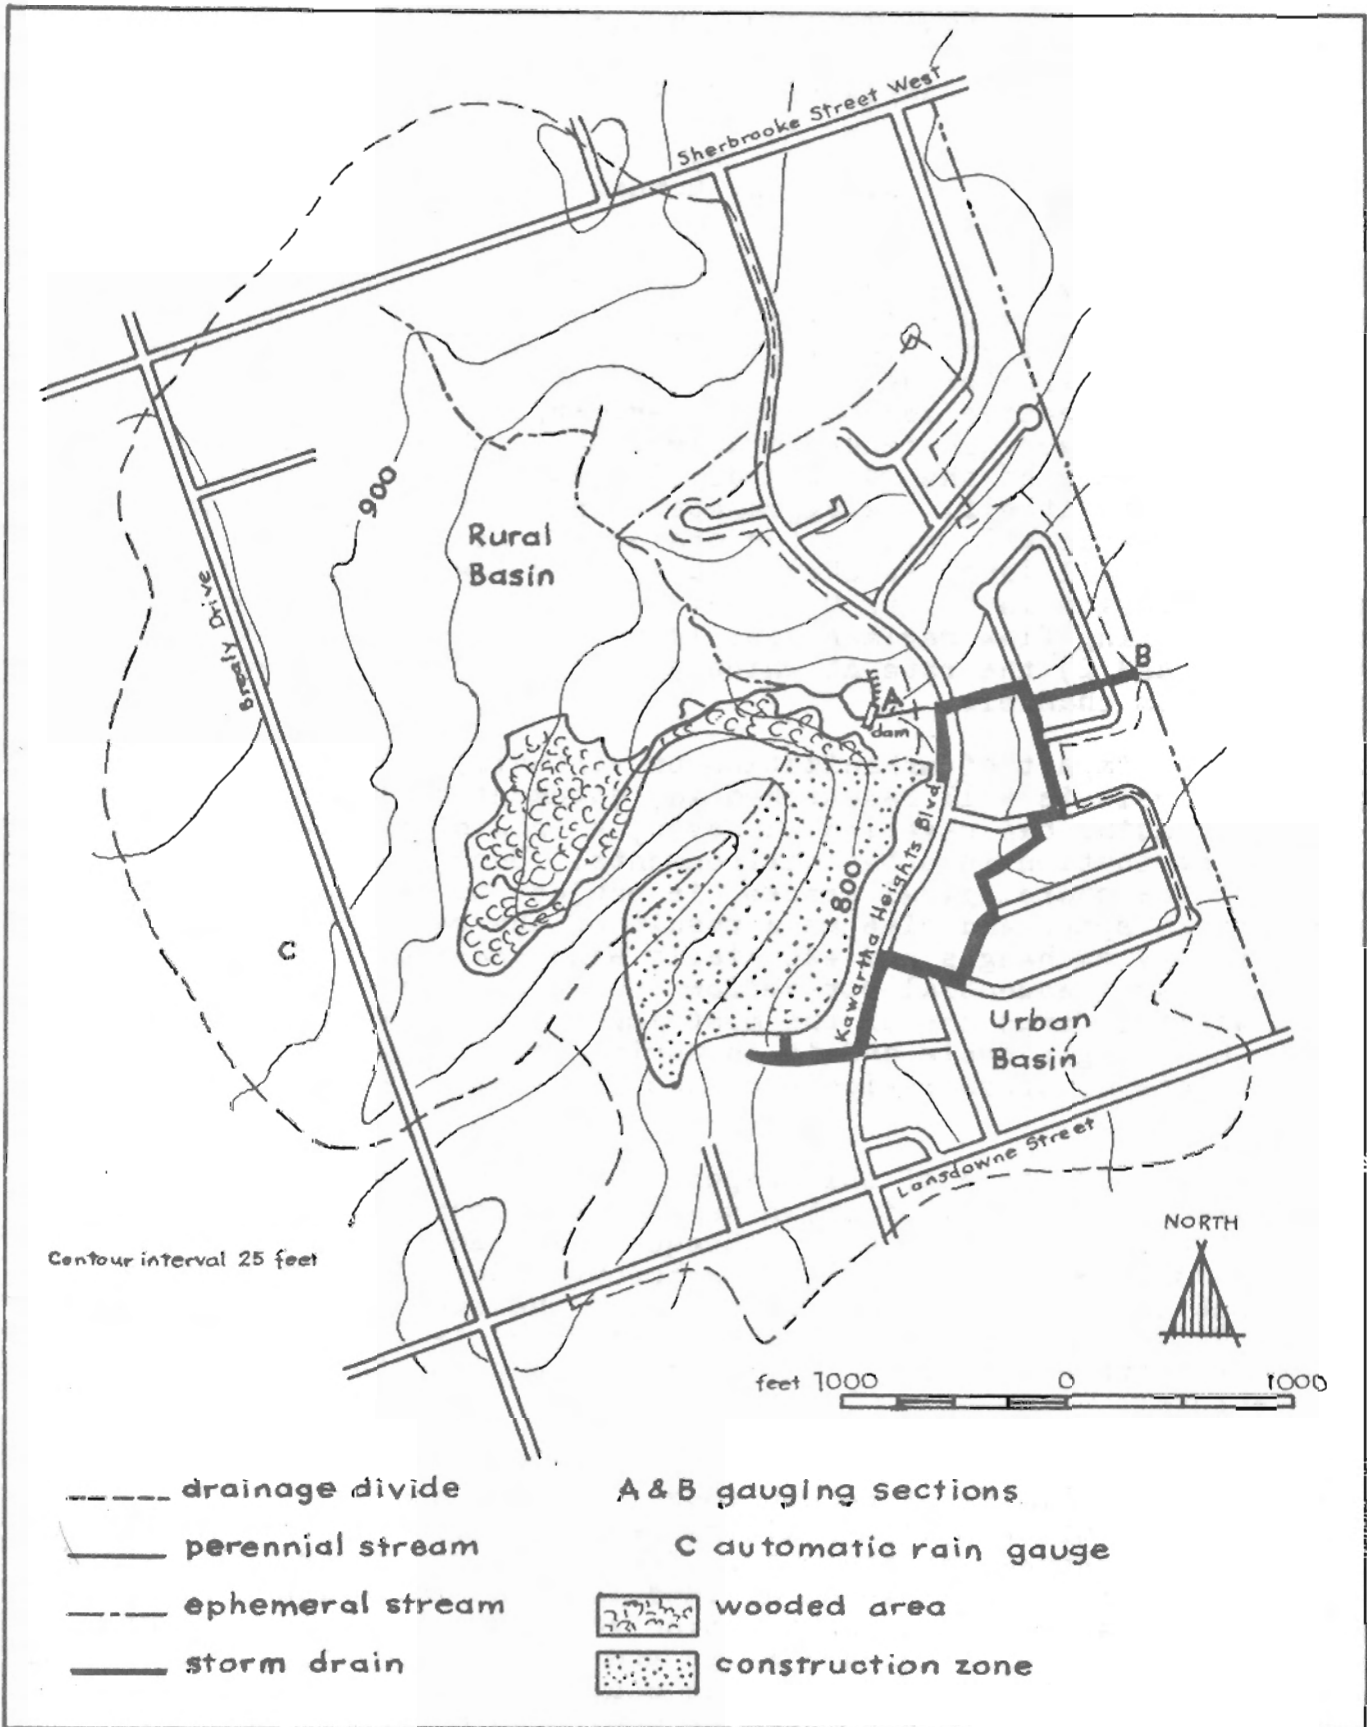 Sherbrooke Street West
900
Rural
Basin
Brealy Drive
B
A
dam
800
Kawartha Heights Blvd
C
Urban
Basin
Lansdowne Street
NORTH
Contour interval 25 feet
feet 1000 0 1000
drainage divide
perennial stream
ephemeral stream
storm drain
A & B gauging sections
C automatic rain gauge
wooded area
construction zone